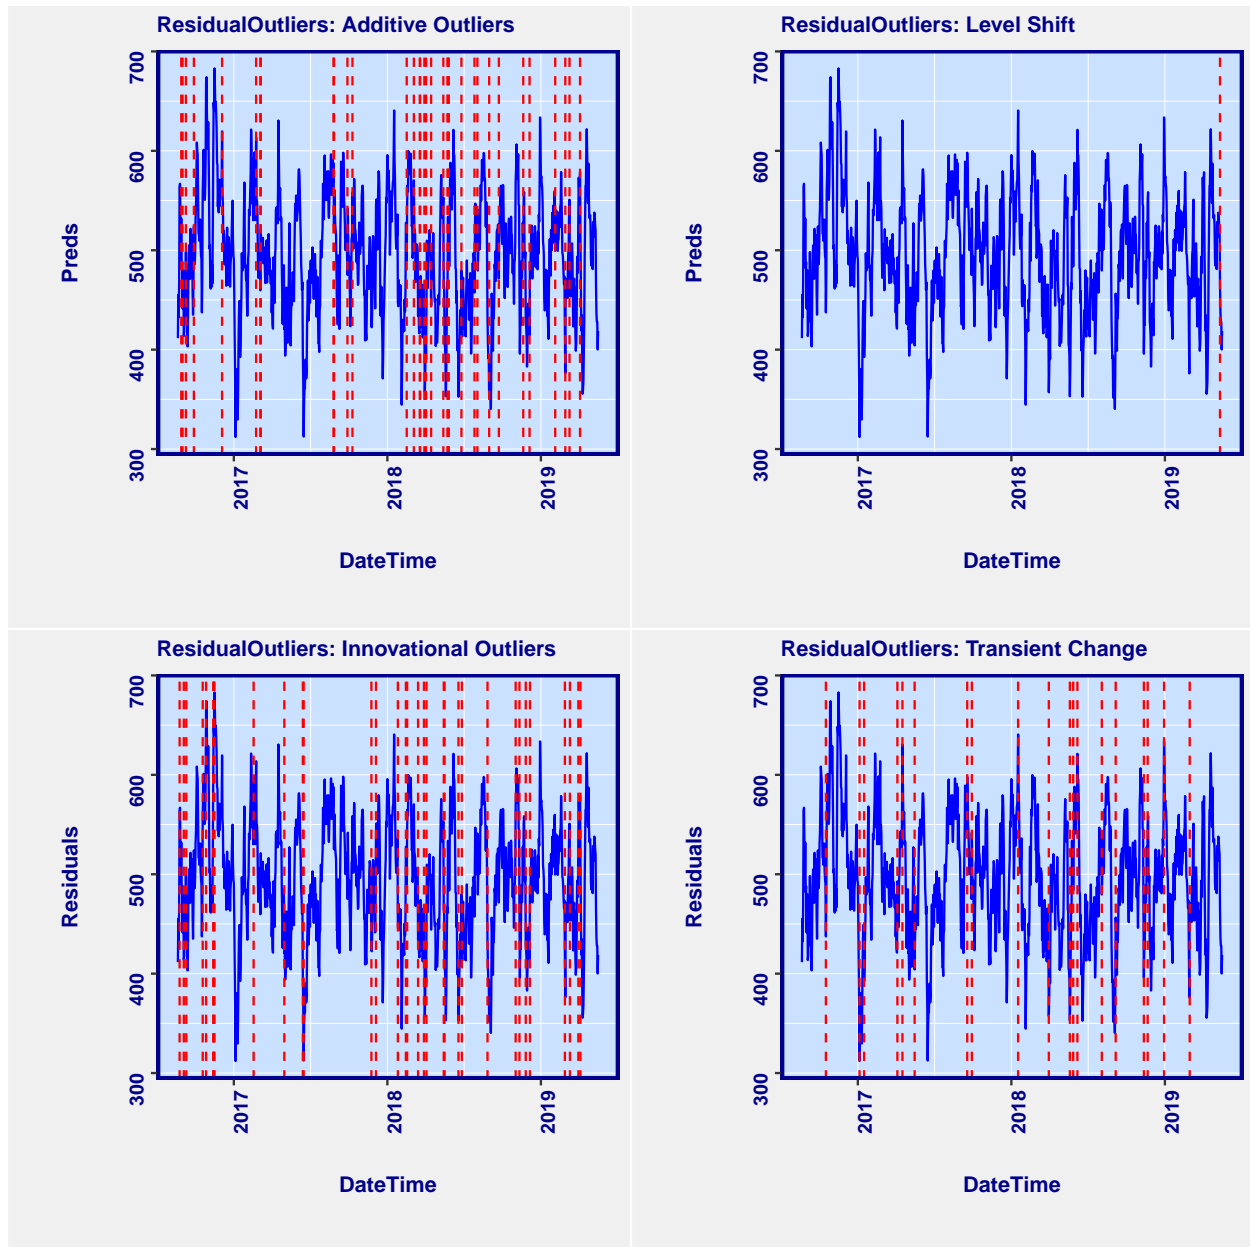 ResidualOutliers: Additive Outliers
700
600
500
400
300
Preds
2017
2018
2019
DateTime
ResidualOutliers: Level Shift
700
600
500
400
300
Preds
2017
2018
2019
DateTime
ResidualOutliers: Innovational Outliers
700
600
500
400
300
Residuals
2017
2018
2019
DateTime
ResidualOutliers: Transient Change
700
600
500
400
300
Residuals
2017
2018
2019
DateTime